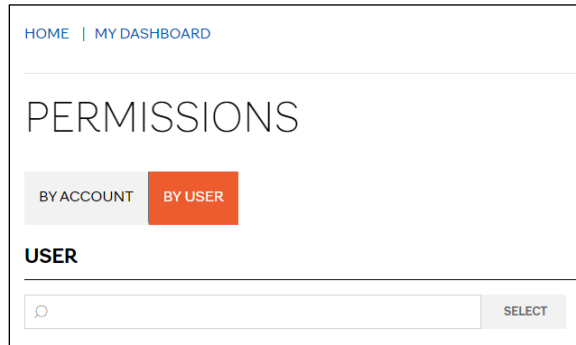 HOME | MY DASHBOARD
PERMISSIONS
BY ACCOUNT BY USER
USER
SELECT